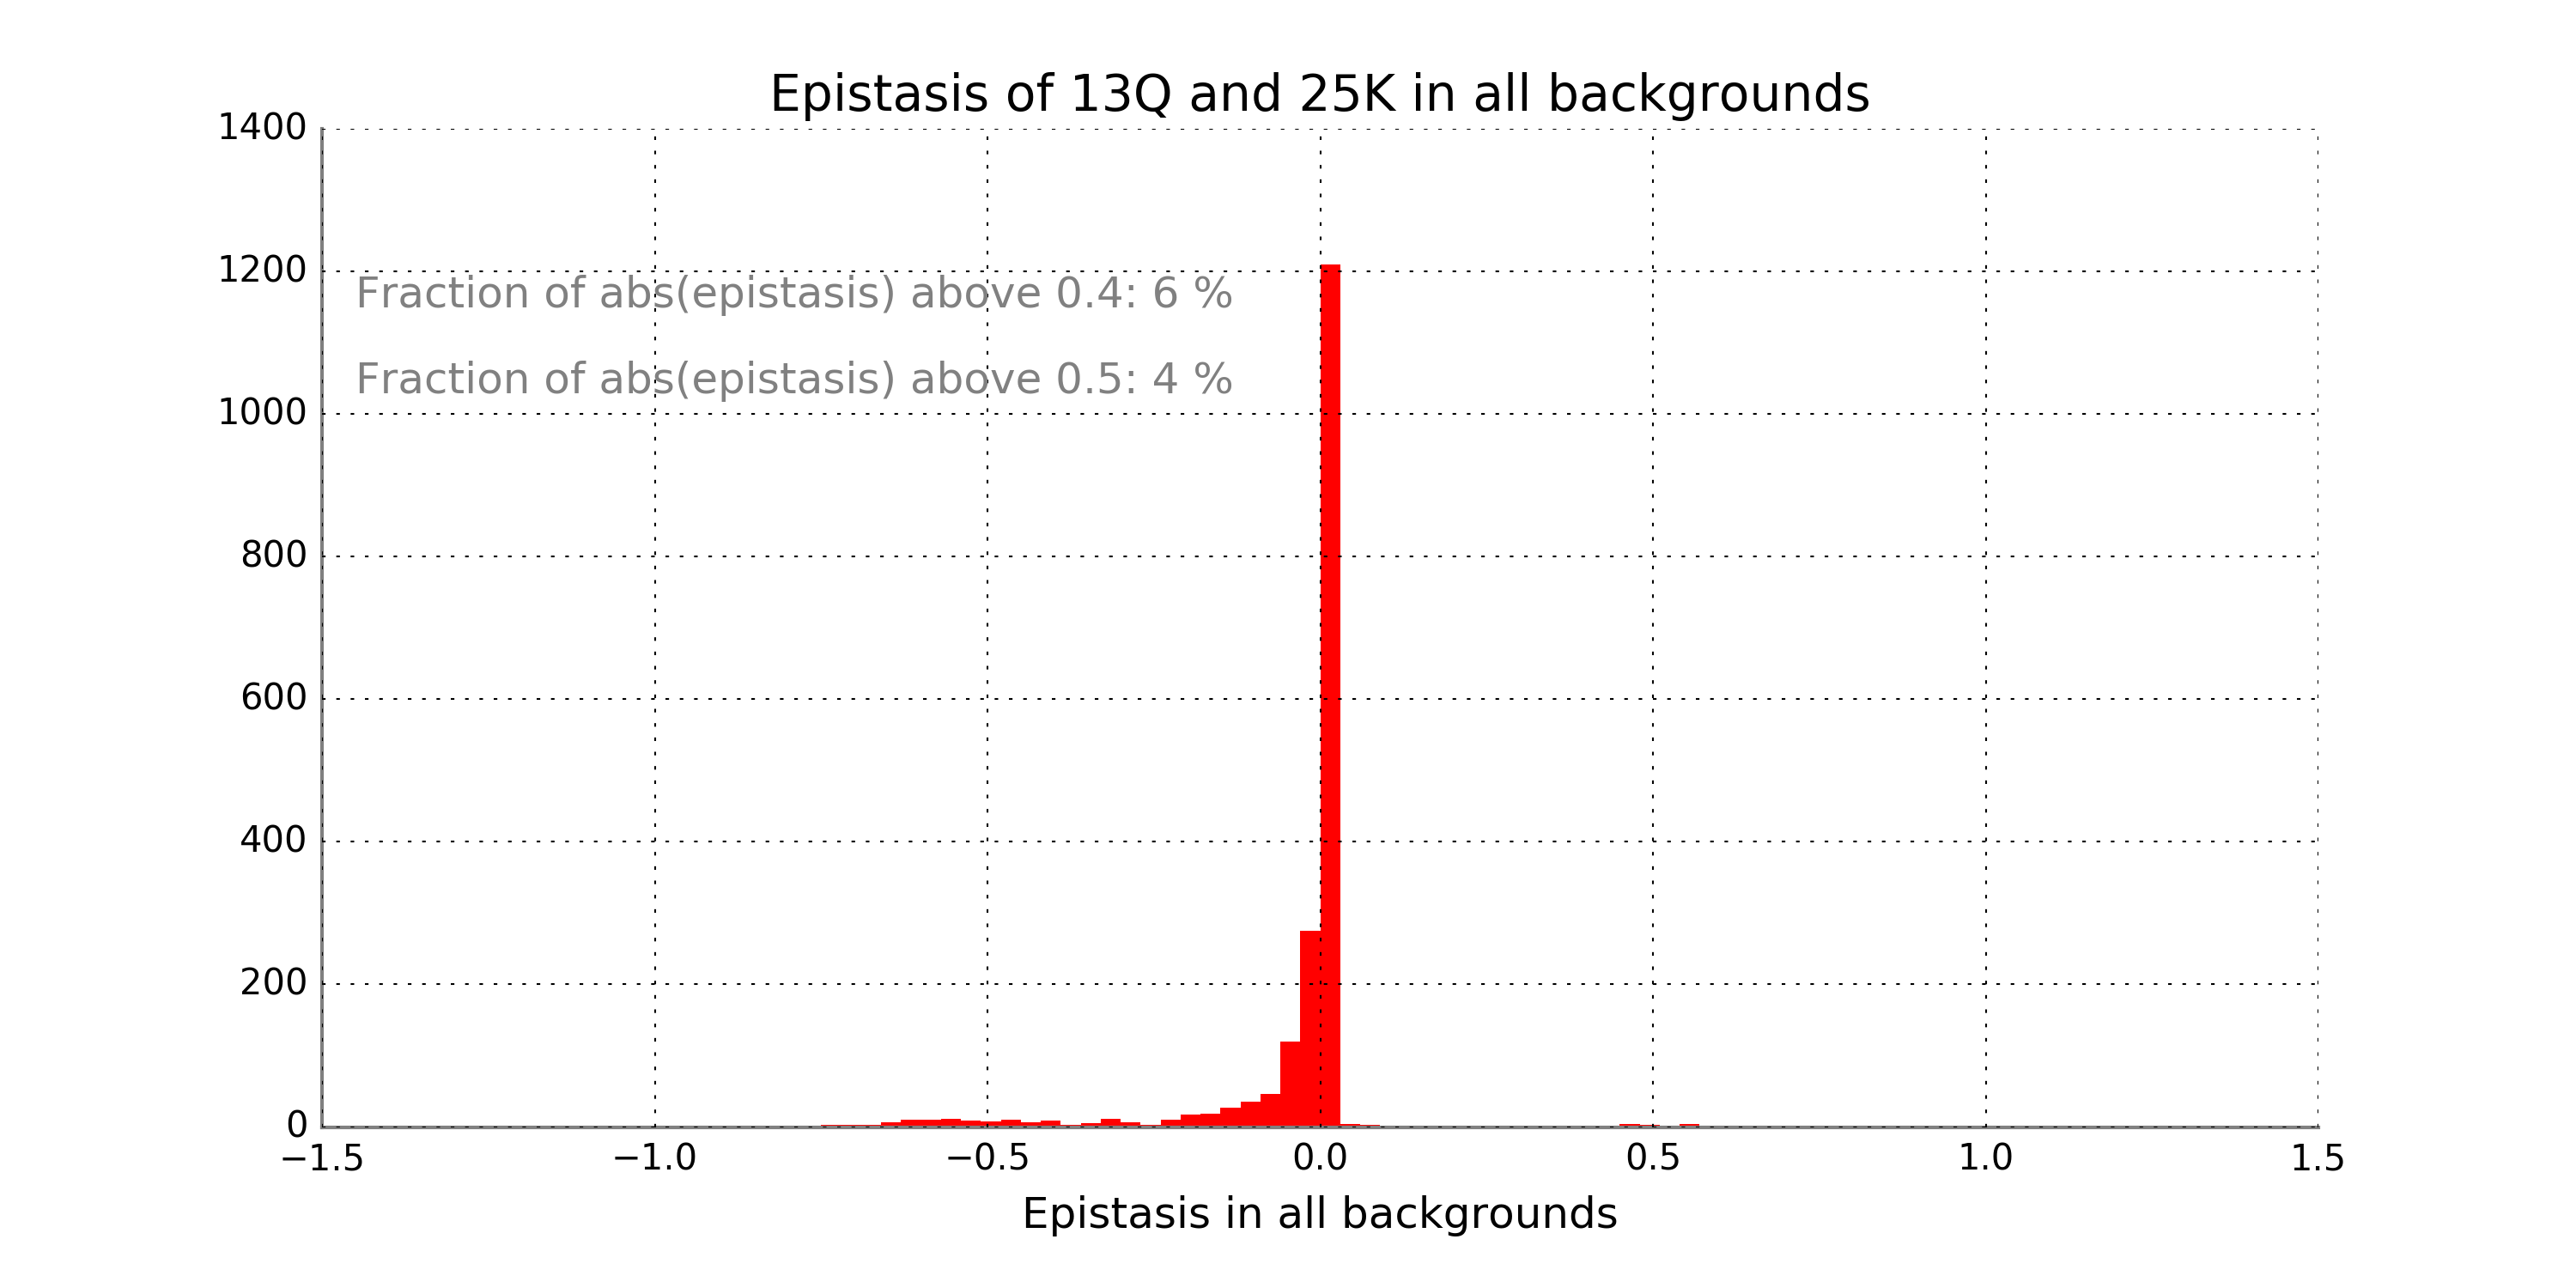 Epistasis of 13Q and 25K in all backgrounds
1400
1200
Fraction of abs(epistasis) above 0.4: 6 %
Fraction of abs(epistasis) above 0.5: 4 %
1000
800
600
400
200
0
−1.5 −1.0 −0.5 0.0 0.5 1.0 1.5
Epistasis in all backgrounds